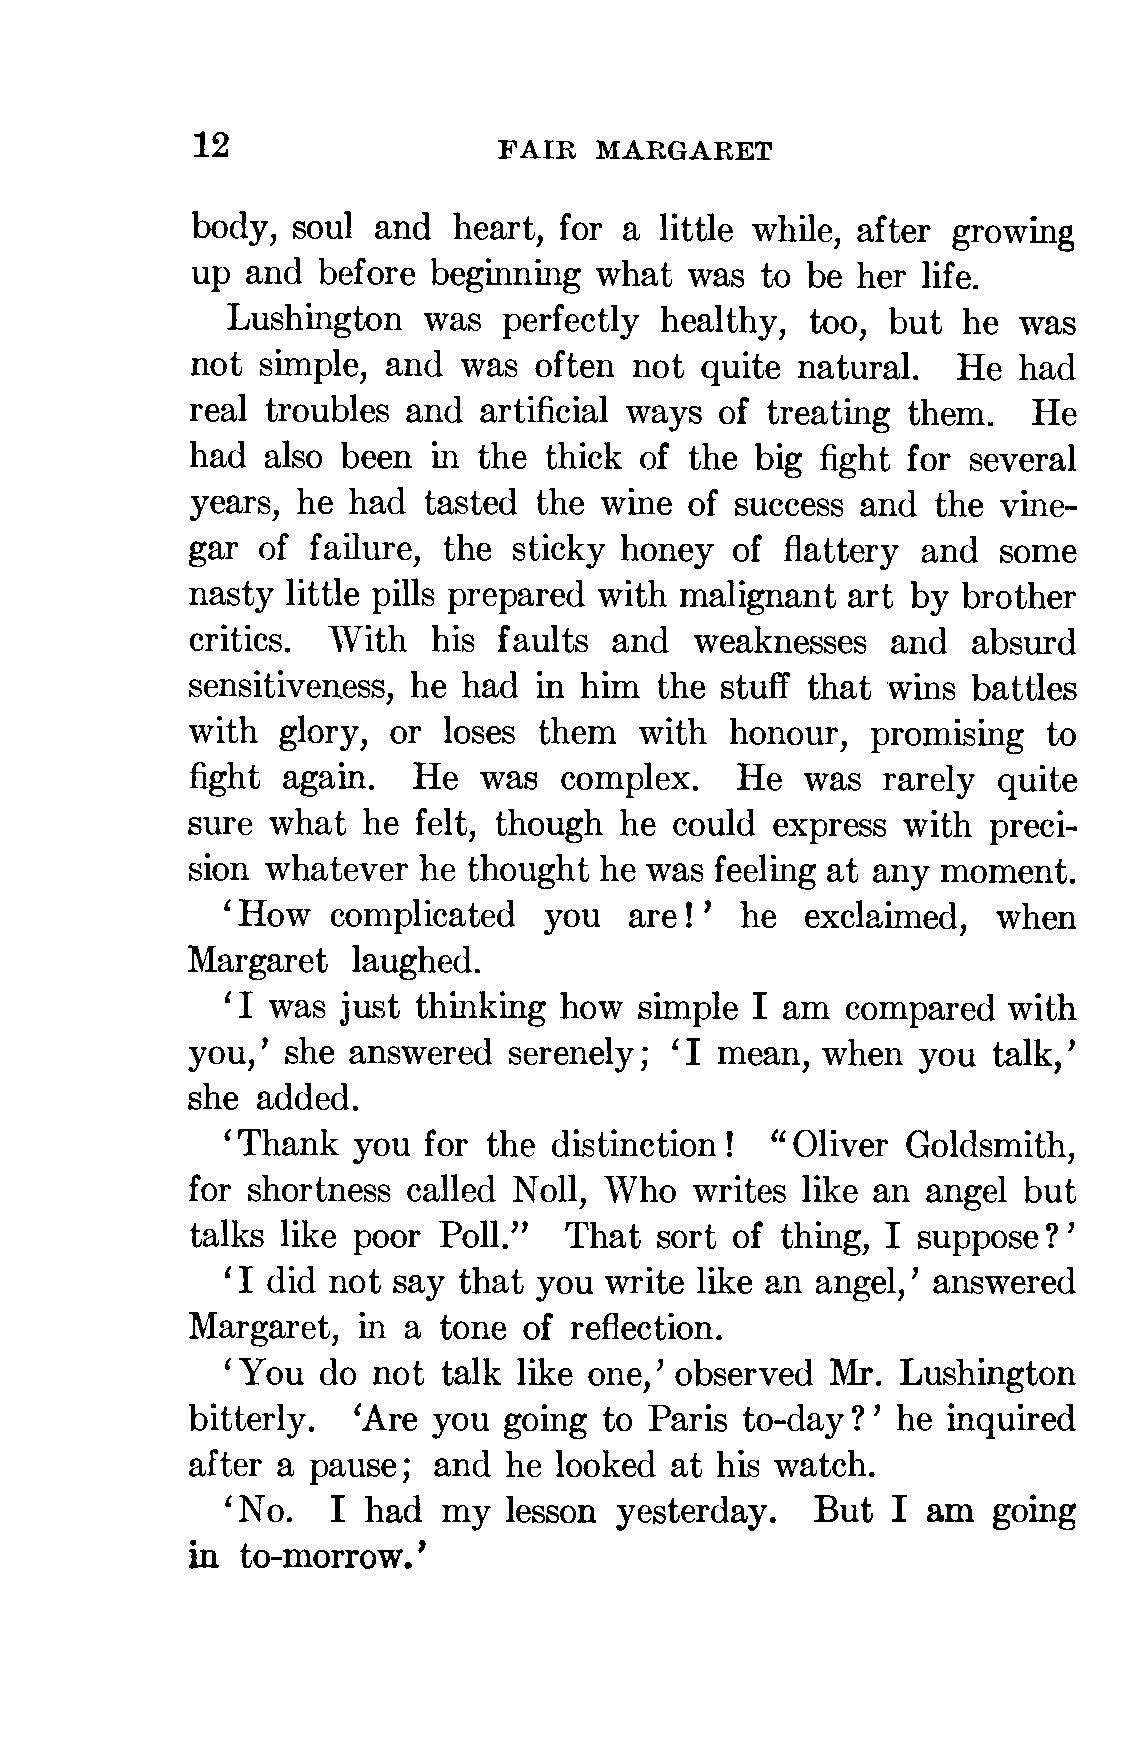 12 FAIR MARGARET
body, soul and heart, for a little while, after growing
up and before beginning what was to be her life.
Lushington was perfectly healthy, too, but he was
not simple, and was often not quite natural. He had
real troubles and artificial ways of treating them. He
had also been in the thick of the big fight for several
years, he had tasted the wine of success and the vine-
gar of failure, the sticky honey of flattery and some
nasty little pills prepared with malignant art by brother
critics. With his faults and weaknesses and absurd
sensitiveness, he had in him the stuff that wins battles
with glory, or loses them with honour, promising to
fight again. He was complex. He was rarely quite
sure what he felt, though he could express with preci-
sion whatever he thought he was feeling at any moment.
‘How complicated you are!’ he exclaimed, when
Margaret laughed.
‘I was just thinking how simple I am compared with
you,’ she answered serenely; ‘I mean, when you talk,’
she added.
‘Thank you for the distinction! “Oliver Goldsmith,
for shortness called Noll, Who writes like an angel but
talks like poor Poll.” That sort of thing, I suppose?’
‘I did not say that you write like an angel,’ answered
Margaret, in a tone of reflection.
‘You do not talk like one,’ observed Mr. Lushington
bitterly. ‘Are you going to Paris to-day?’ he inquired
after a pause; and he looked at his watch.
‘No. I had my lesson yesterday. But I am going
in to-morrow.’